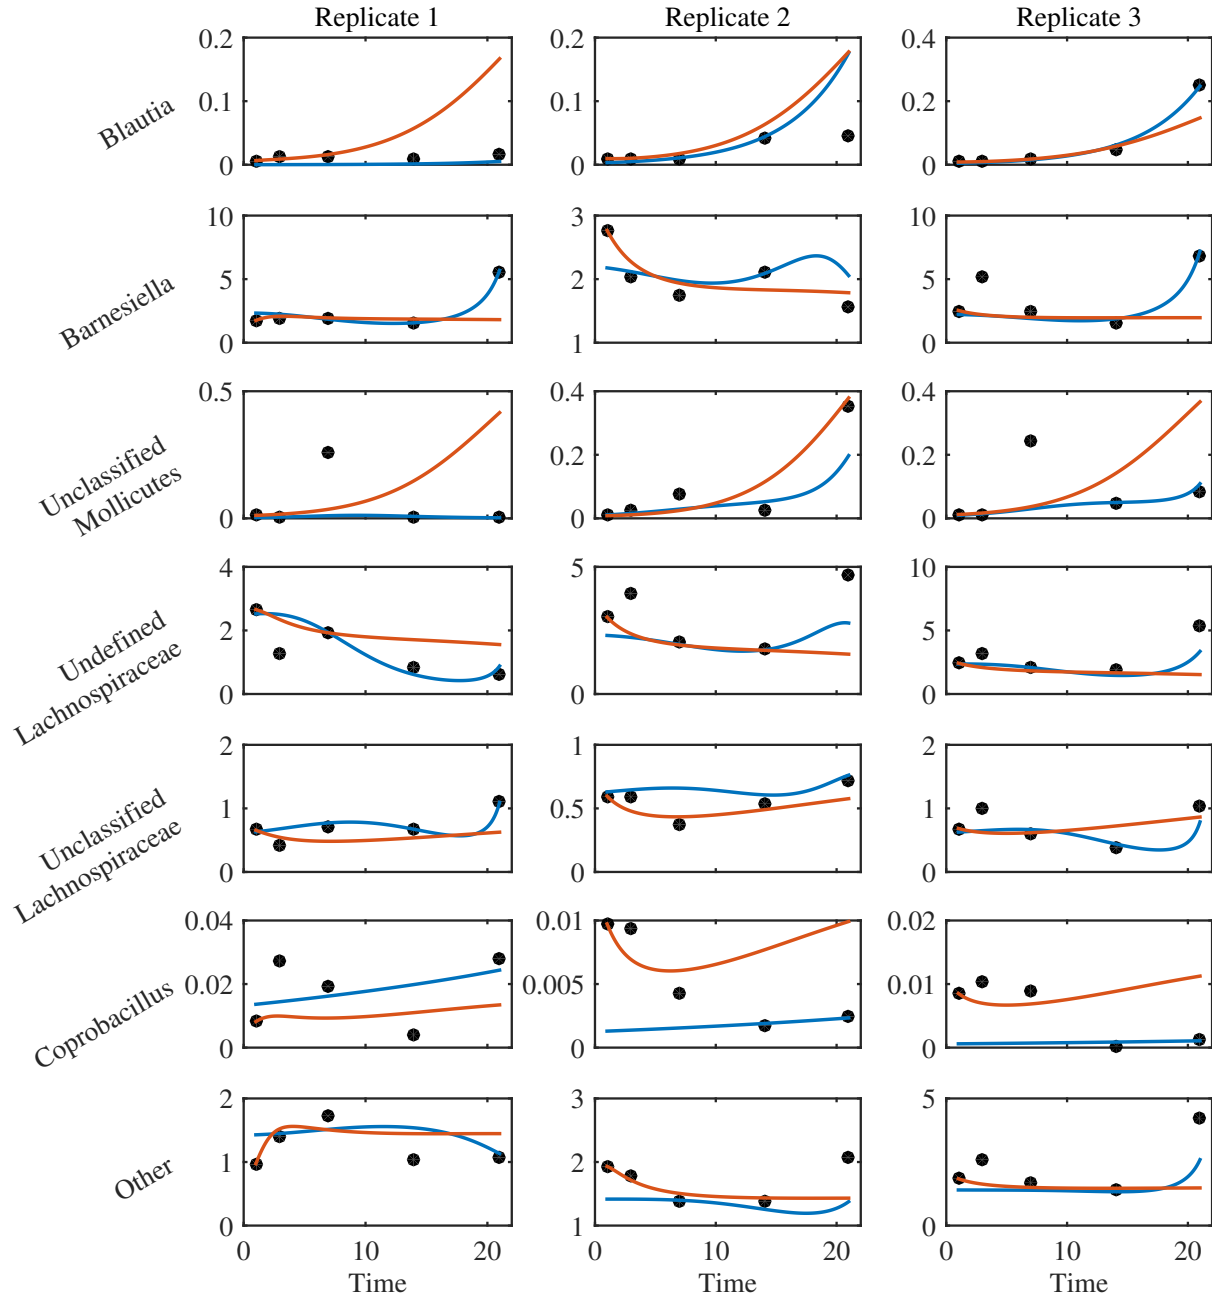 Replicate 1 Replicate 2 Replicate 3
Blautia
0.2 0.2 0.4
0.1 0.1 0.2
0 0 0
Barnesiella
10 3 10
5 2 5
0 1 0
Unclassified
Mollicutes
0.5 0.4 0.4
0.2 0.2
0 0 0
Undefined
Lachnospiraceae
4 5 10
2 5
0 0 0
Unclassified
Lachnospiraceae
2 1 2
1 0.5 1
0 0 0
Coprobacillus
0.04 0.01 0.02
0.02 0.005 0.01
0 0 0
Other
2 3 5
1 2
0 1 0
0 10 20 0 10 20 0 10 20
Time Time Time